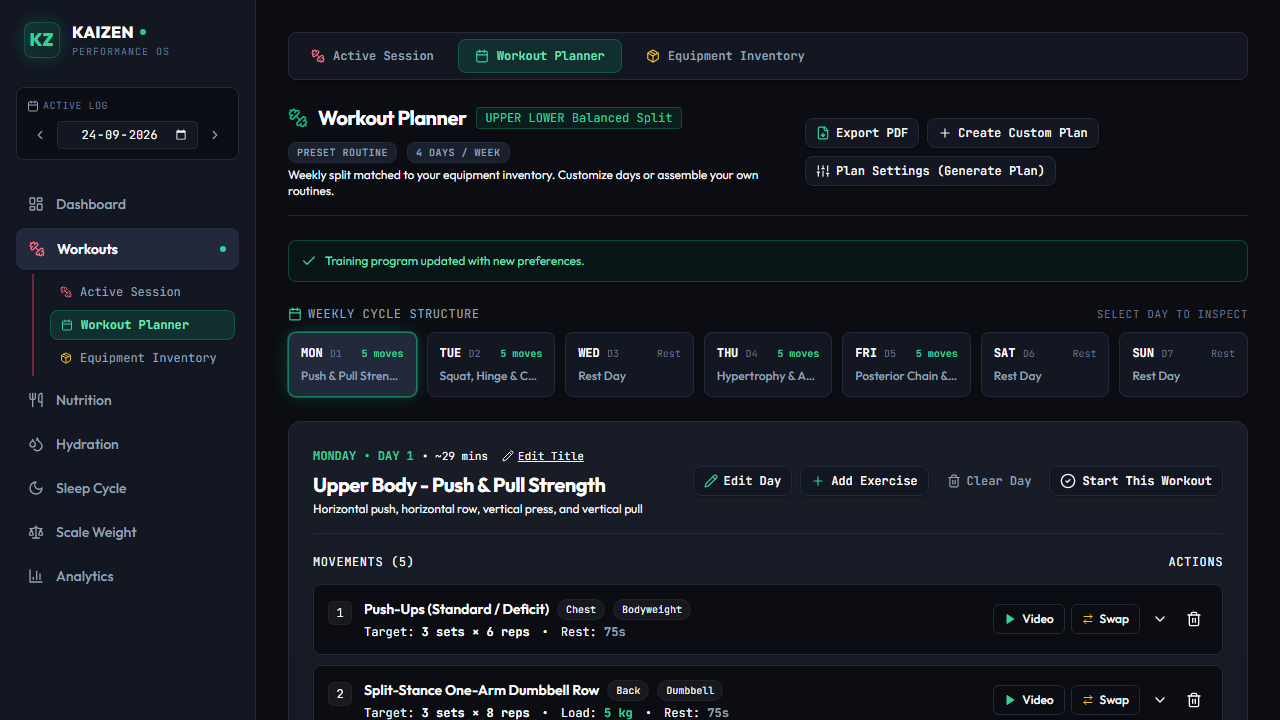 KZ
KAIZEN
PERFORMANCE OS
ACTIVE LOG
24-09-2026
Dashboard
Workouts
Active Session
Workout Planner
Equipment Inventory
Nutrition
Hydration
Sleep Cycle
Scale Weight
Analytics
Active Session Workout Planner Equipment Inventory
Workout Planner UPPER LOWER Balanced Split
PRESET ROUTINE 4 DAYS / WEEK
Weekly split matched to your equipment inventory. Customize days or assemble your own
routines.
Export PDF Create Custom Plan
Plan Settings (Generate Plan)
Training program updated with new preferences.
WEEKLY CYCLE STRUCTURE SELECT DAY TO INSPECT
MON D1 5 moves
Push & Pull Stren...
TUE D2 5 moves
Squat, Hinge & C...
WED D3 Rest
Rest Day
THU D4 5 moves
Hypertrophy & A...
FRI D5 5 moves
Posterior Chain &...
SAT D6 Rest
Rest Day
SUN D7 Rest
Rest Day
MONDAY • DAY 1 • ~29 mins Edit Title
Upper Body - Push & Pull Strength
Horizontal push, horizontal row, vertical press, and vertical pull
Edit Day Add Exercise Clear Day Start This Workout
MOVEMENTS (5) ACTIONS
1 Push-Ups (Standard / Deficit) Chest Bodyweight
Target: 3 sets × 6 reps • Rest: 75s
Video Swap
2 Split-Stance One-Arm Dumbbell Row Back Dumbbell
Target: 3 sets × 8 reps • Load: 5 kg • Rest: 75s
Video Swap